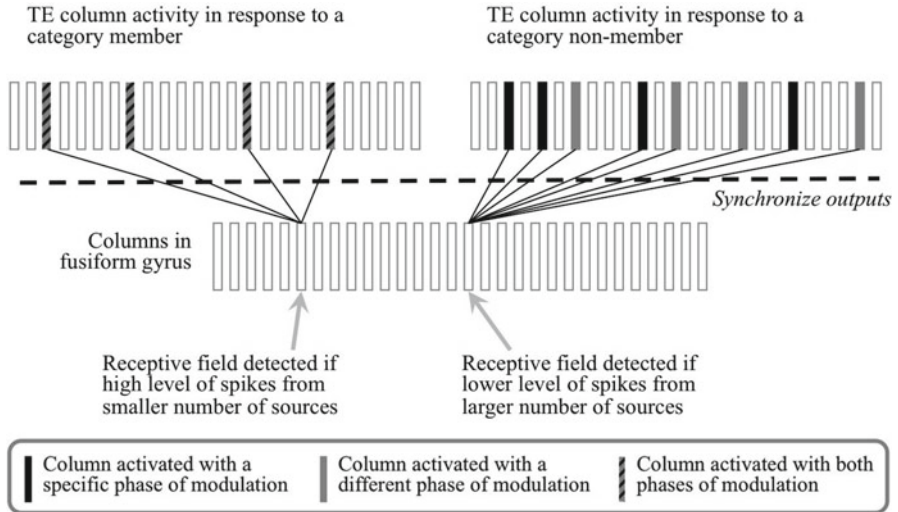 TE column activity in response to a
category member
TE column activity in response to a
category non-member
Synchronize outputs
Columns in
fusiform gyrus
Receptive field detected if
high level of spikes from
smaller number of sources
Receptive field detected if
lower level of spikes from
larger number of sources
Column activated with a
specific phase of modulation
Column activated with a
different phase of modulation
Column activated with both
phases of modulation